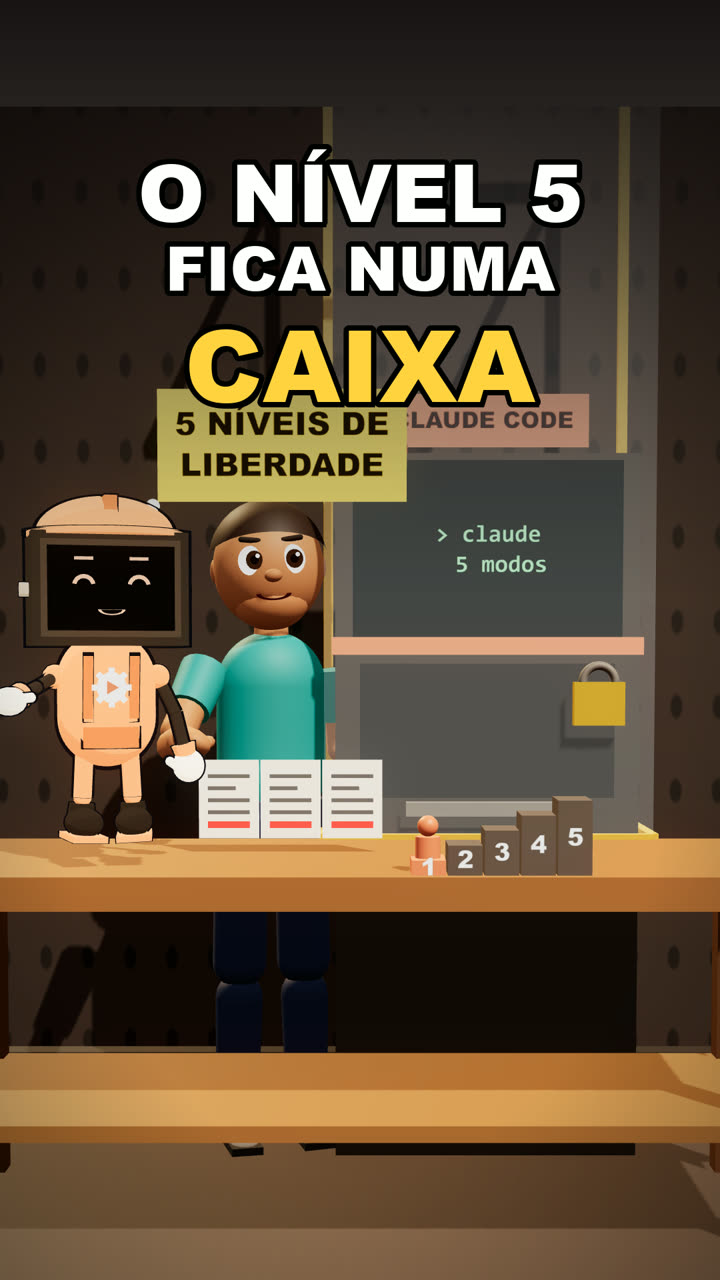 O NÍVEL 5
FICA NUMA
CAIXA
5 NÍVEIS DE
LIBERDADE
CLAUDE CODE
> claude
5 modos
1 2 3 4 5